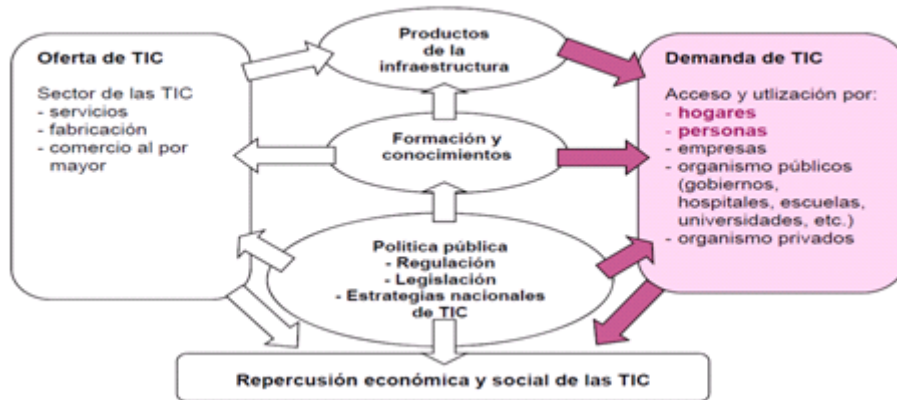 Oferta de TIC
Sector de las TIC
- servicios
- fabricación
- comercio al por
mayor
Productos
de la
infraestructura
Formación y
conocimientos
Política pública
- Regulación
- Legislación
- Estrategias nacionales
de TIC
Demanda de TIC
Acceso y utlización por:
- hogares
- personas
- empresas
- organismo públicos
(gobiernos,
hospitales, escuelas,
universidades, etc.)
- organismo privados
Repercusión económica y social de las TIC